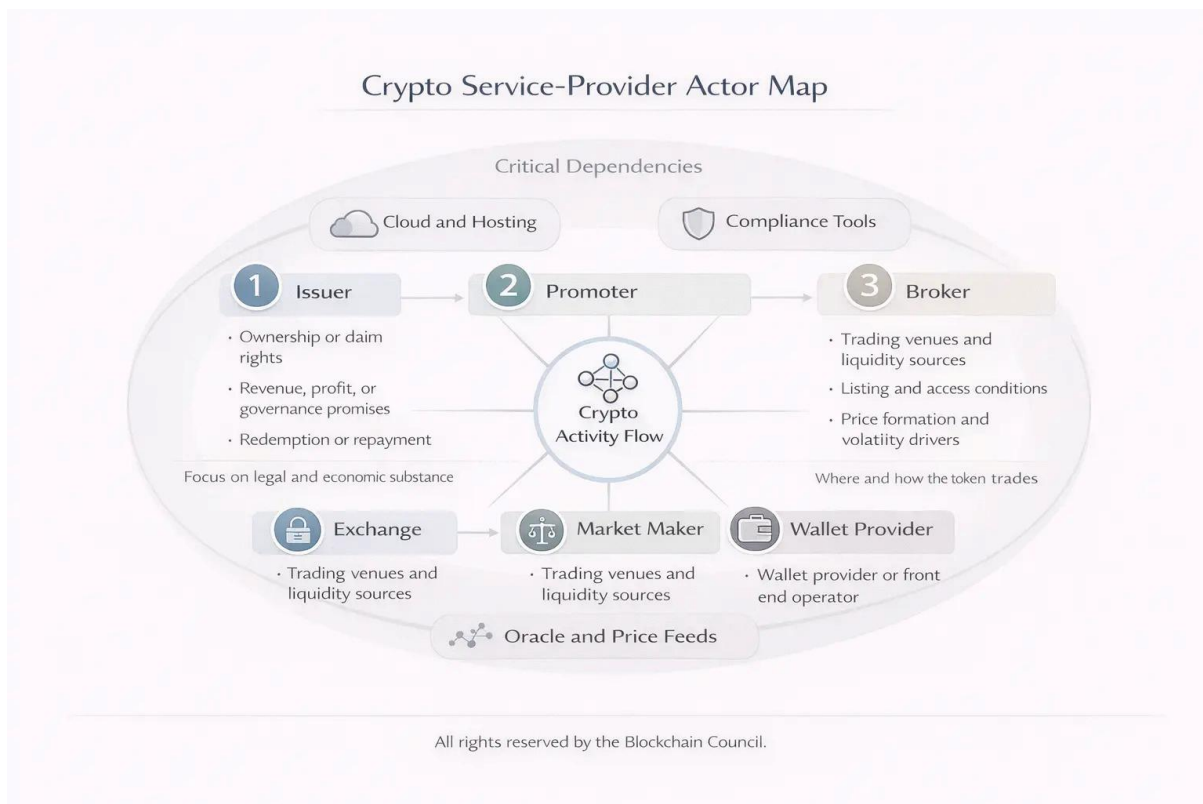 Crypto Service-Provider Actor Map
Critical Dependencies
Cloud and Hosting
Compliance Tools
1 Issuer
2 Promoter
3 Broker
· Ownership or daim
rights
· Revenue, profit, or
governance promises
· Redemption or repayment
Focus on legal and economic substance
Crypto
Activity Flow
· Trading venues and
liquidity sources
· Listing and access conditions
· Price formation and
volatiity drivers
Where and how the token trades
Exchange
· Trading venues and
liquidity sources
Market Maker
· Trading venues and
liquidity sources
Wallet Provider
· Wallet provider or front
end operator
Oracle and Price Feeds
All rights reserved by the Blockchain Council.